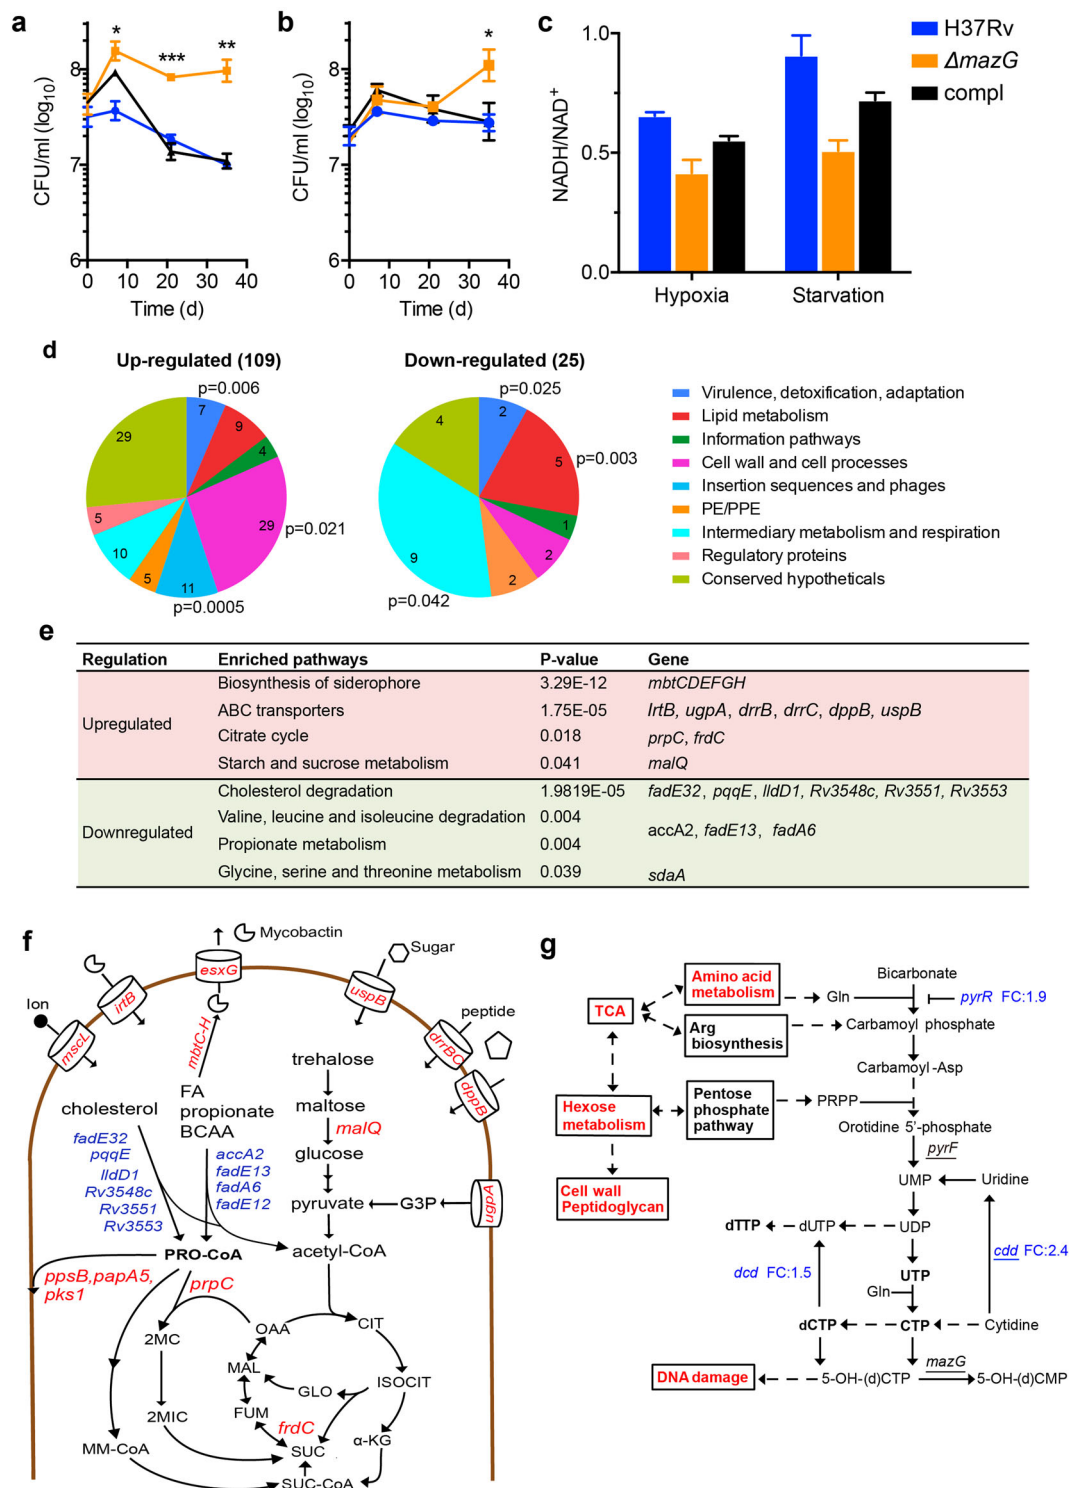 a
b
c
CFU/ml (log10)
8
7
6
0 10 20 30 40
Time (d)
*
***
**
CFU/ml (log10)
8
7
6
0 10 20 30 40
Time (d)
*
NADH/NAD+
1.0
0.5
0.0
Hypoxia Starvation
H37Rv
ΔmazG
compl
d
Up-regulated (109)
p=0.006
7
9
4
29
p=0.021
11
p=0.0005
5
10
5
29
Down-regulated (25)
p=0.025
2
5
p=0.003
1
2
2
9
p=0.042
4
Virulence, detoxification, adaptation
Lipid metabolism
Information pathways
Cell wall and cell processes
Insertion sequences and phages
PE/PPE
Intermediary metabolism and respiration
Regulatory proteins
Conserved hypotheticals
e
Regulation Enriched pathways P-value Gene
Upregulated
Biosynthesis of siderophore 3.29E-12 mbtCDEFGH
ABC transporters 1.75E-05 IrtB, ugpA, drrB, drrC, dppB, uspB
Citrate cycle 0.018 prpC, frdC
Starch and sucrose metabolism 0.041 malQ
Downregulated
Cholesterol degradation 1.9819E-05 fadE32, pqqE, lldD1, Rv3548c, Rv3551, Rv3553
Valine, leucine and isoleucine degradation 0.004
accA2, fadE13, fadA6
Propionate metabolism 0.004
Glycine, serine and threonine metabolism 0.039 sdaA
f
Mycobactin
esxG
Sugar
uspB
irtB
Ion
mscL
mbtC-H
peptide
drrBC
dppB
ugpA
trehalose
maltose
malQ
glucose
pyruvate
G3P
acetyl-CoA
FA
propionate
BCAA
cholesterol
fadE32
pqqE
lldD1
Rv3548c
Rv3551
Rv3553
accA2
fadE13
fadA6
fadE12
PRO-CoA
ppsB,papA5,
pks1
prpC
2MC
OAA
CIT
MAL
GLO
ISOCIT
2MIC
FUM
frdC
α-KG
MM-CoA
SUC
SUC-CoA
g
Amino acid
metabolism
TCA
Arg
biosynthesis
Hexose
metabolism
Pentose
phosphate
pathway
Cell wall
Peptidoglycan
Bicarbonate
Gln
pyrR FC:1.9
Carbamoyl phosphate
Carbamoyl-Asp
PRPP
Orotidine 5'-phosphate
pyrF
UMP
Uridine
dTTP
dUTP
UDP
dcd FC:1.5
cdd FC:2.4
UTP
Gln
dCTP
CTP
Cytidine
mazG
DNA damage
5-OH-(d)CTP
5-OH-(d)CMP